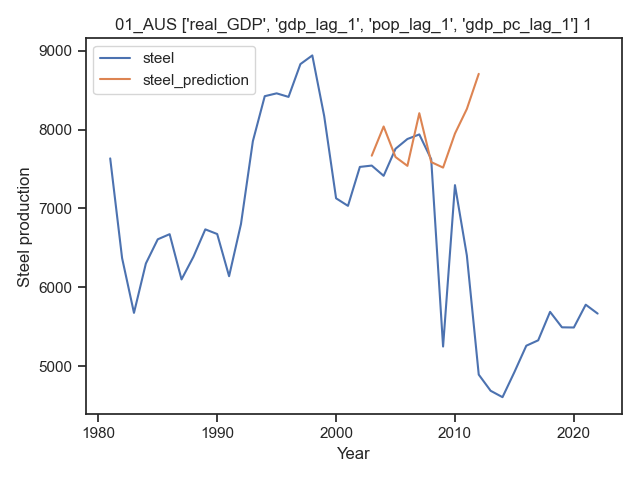 01_AUS ['real_GDP', 'gdp_lag_1', 'pop_lag_1', 'gdp_pc_lag_1'] 1
steel
steel_prediction
Steel production
9000
8000
7000
6000
5000
1980
1990
2000
2010
2020
Year